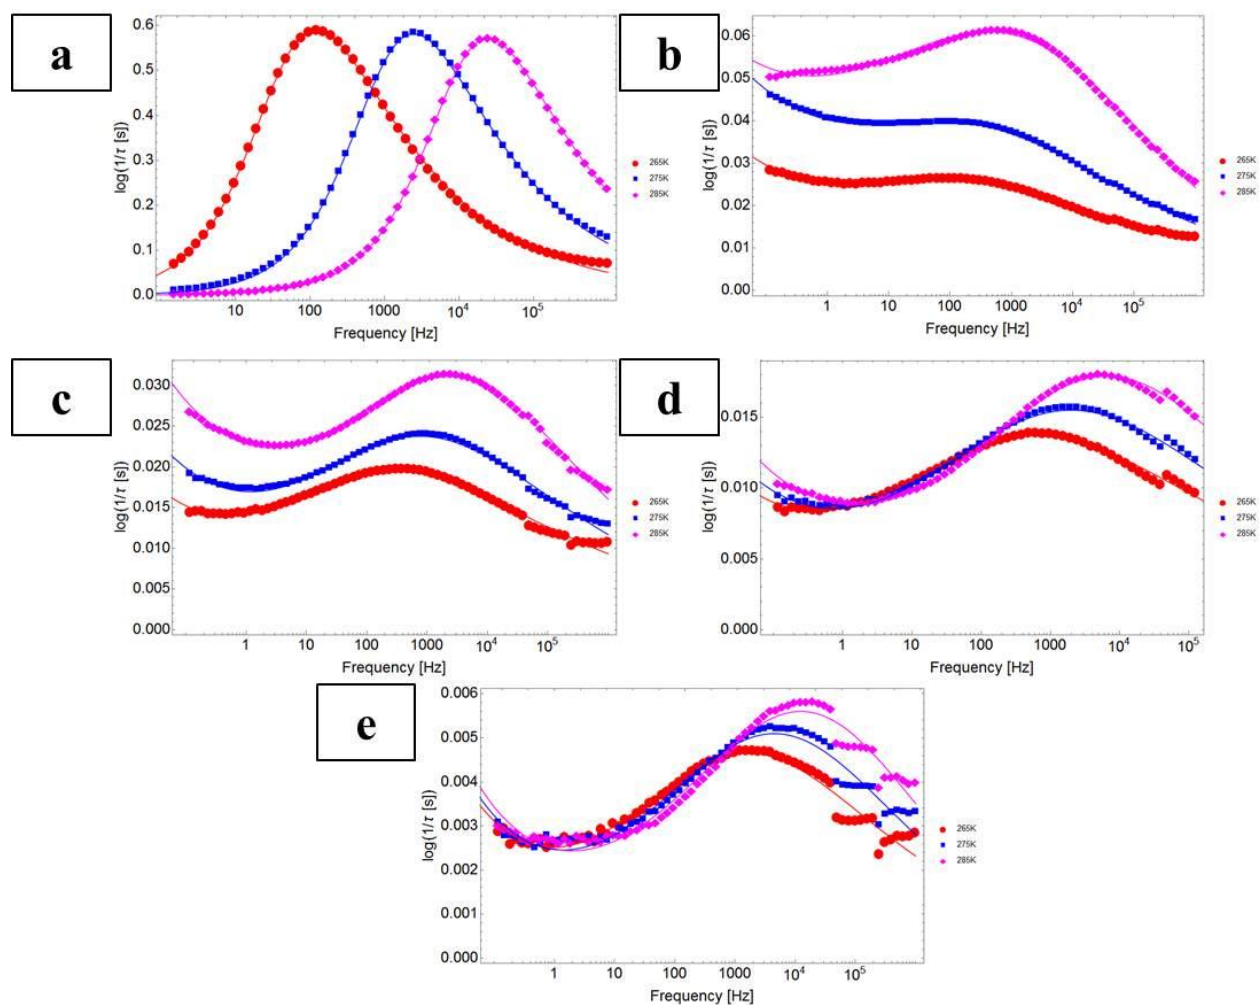 a
0.6
0.5
0.4
0.3
0.2
0.1
0.0
log(1/τ [s])
10
100
1000
10⁴
10⁵
Frequency [Hz]
265K
275K
285K
b
0.06
0.05
0.04
0.03
0.02
0.01
0.00
log(1/τ [s])
1
10
100
1000
10⁴
10⁵
Frequency [Hz]
265K
275K
285K
c
0.030
0.025
0.020
0.015
0.010
0.005
0.000
log(1/τ [s])
1
10
100
1000
10⁴
10⁵
Frequency [Hz]
265K
275K
285K
d
0.015
0.010
0.005
0.000
log(1/τ [s])
1
10
100
1000
10⁴
10⁵
Frequency [Hz]
265K
275K
285K
e
0.006
0.005
0.004
0.003
0.002
0.001
0.000
log(1/τ [s])
1
10
100
1000
10⁴
10⁵
Frequency [Hz]
265K
275K
285K